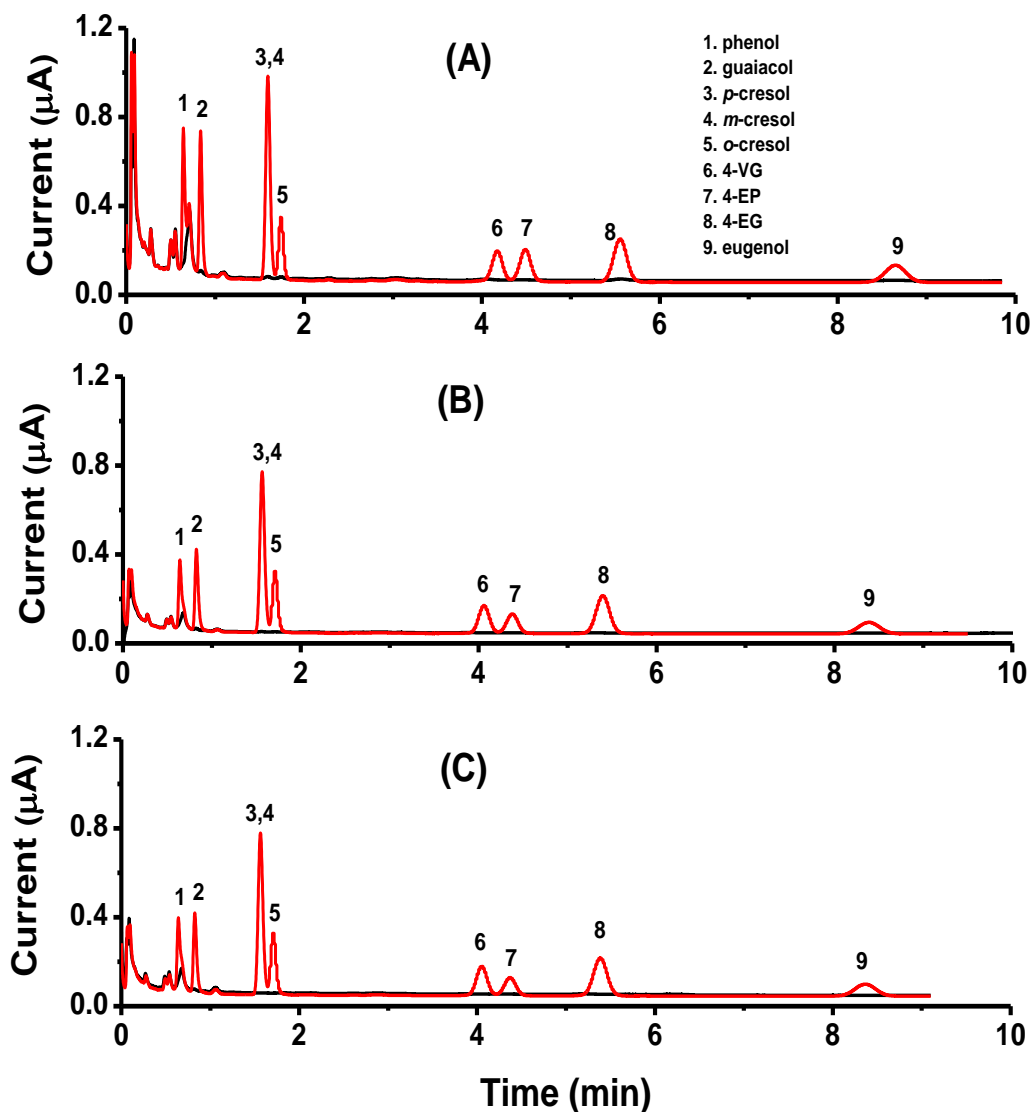 1.2
0.8
0.4
0.0
Current (μA)
(A)
1
2
3,4
5
6
7
8
9
1. phenol
2. guaiacol
3. p-cresol
4. m-cresol
5. o-cresol
6. 4-VG
7. 4-EP
8. 4-EG
9. eugenol
0 2 4 6 8 10
1.2
0.8
0.4
0.0
Current (μA)
(B)
1
2
3,4
5
6
7
8
9
0 2 4 6 8 10
1.2
0.8
0.4
0.0
Current (μA)
(C)
1
2
3,4
5
6
7
8
9
0 2 4 6 8 10
Time (min)